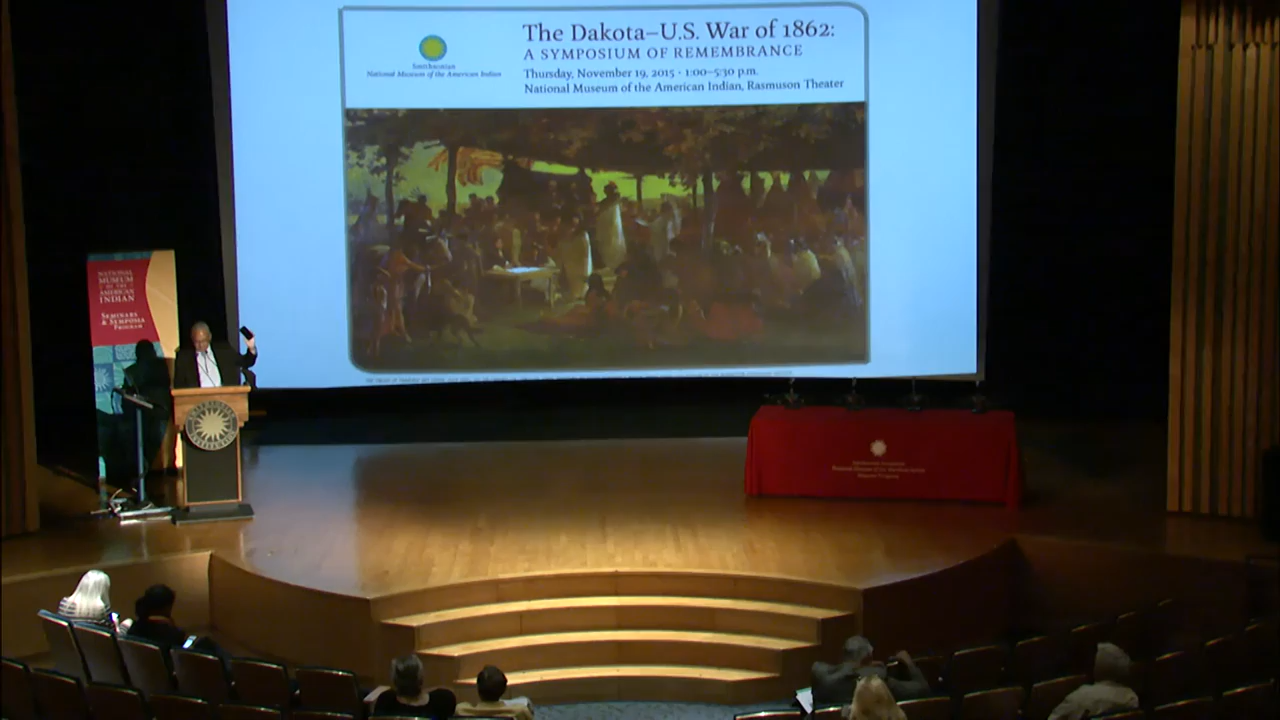 The Dakota–U.S. War of 1862:
A SYMPOSIUM OF REMEMBRANCE
Smithsonian
National Museum of the American Indian
Thursday, November 19, 2015 · 1:00–5:30 p.m.
National Museum of the American Indian, Rasmuson Theater
NATIONAL
MUSEUM
OF THE
AMERICAN
INDIAN
SEMINARS
& SYMPOSIA
PROGRAM